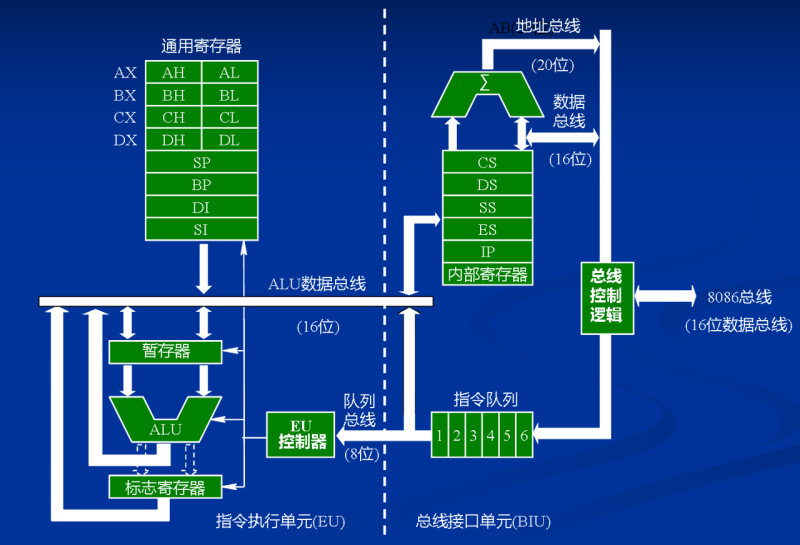 通用寄存器
AX AH AL
BX BH BL
CX CH CL
DX DH DL
SP
BP
DI
SI
ALU数据总线
(16位)
暂存器
ALU
标志寄存器
指令执行单元(EU)
EU
控制器
队列
总线
(8位)
地址总线
(20位)
Σ
数据
总线
(16位)
CS
DS
SS
ES
IP
内部寄存器
总线
控制
逻辑
8086总线
(16位数据总线)
指令队列
1 2 3 4 5 6
总线接口单元(BIU)